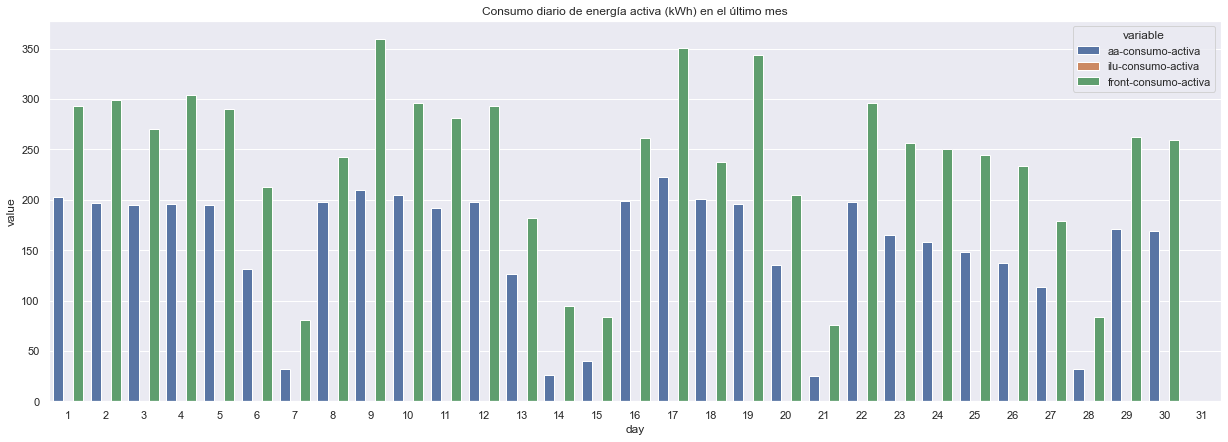 Consumo diario de energía activa (kWh) en el último mes
variable
aa-consumo-activa
ilu-consumo-activa
front-consumo-activa
350
300
250
200
150
100
50
0
value
1 2 3 4 5 6 7 8 9 10 11 12 13 14 15 16 17 18 19 20 21 22 23 24 25 26 27 28 29 30 31
day